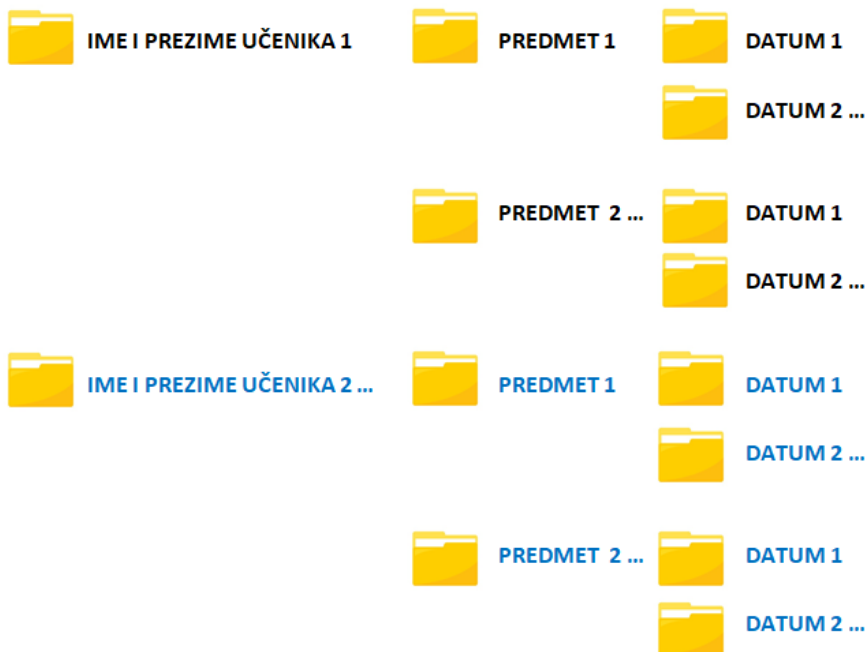 IME I PREZIME UČENIKA 1 PREDMET 1 DATUM 1
DATUM 2 ...
PREDMET 2 ... DATUM 1
DATUM 2 ...
IME I PREZIME UČENIKA 2 ... PREDMET 1 DATUM 1
DATUM 2 ...
PREDMET 2 ... DATUM 1
DATUM 2 ...